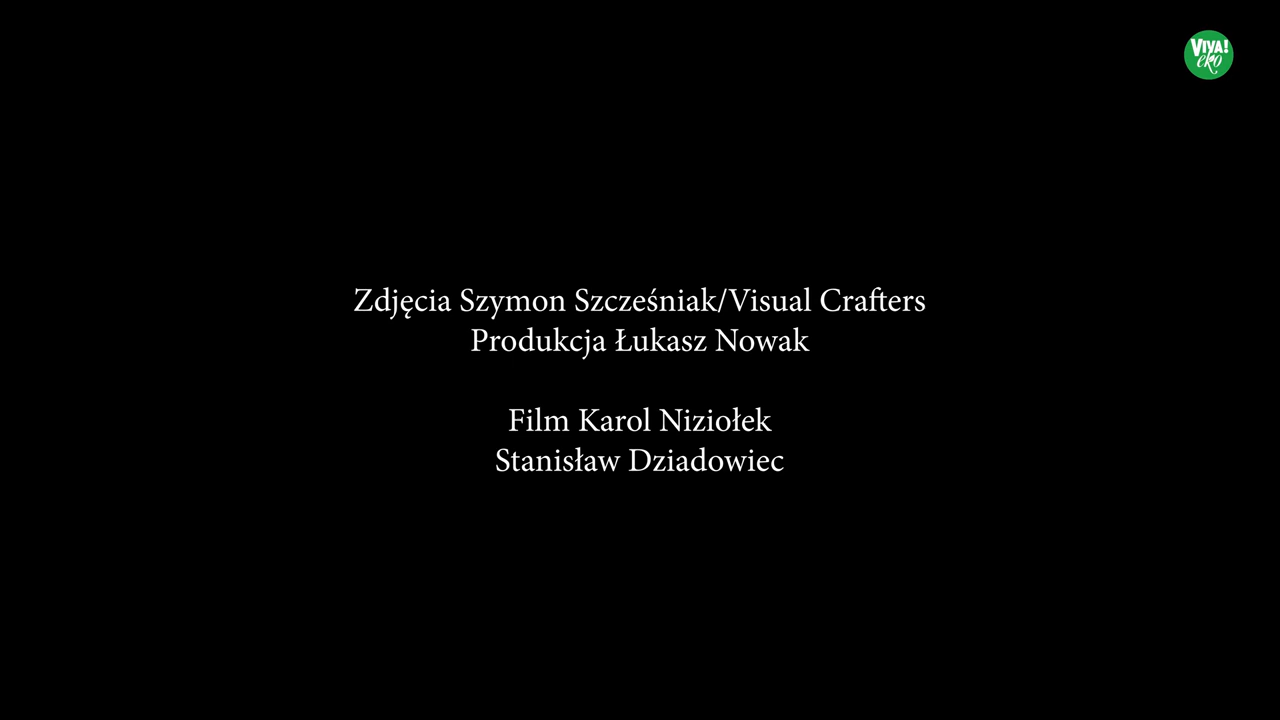 VIVA!
eko
Zdjęcia Szymon Szcześniak/Visual Crafters
Produkcja Łukasz Nowak
Film Karol Niziołek
Stanisław Dziadowiec